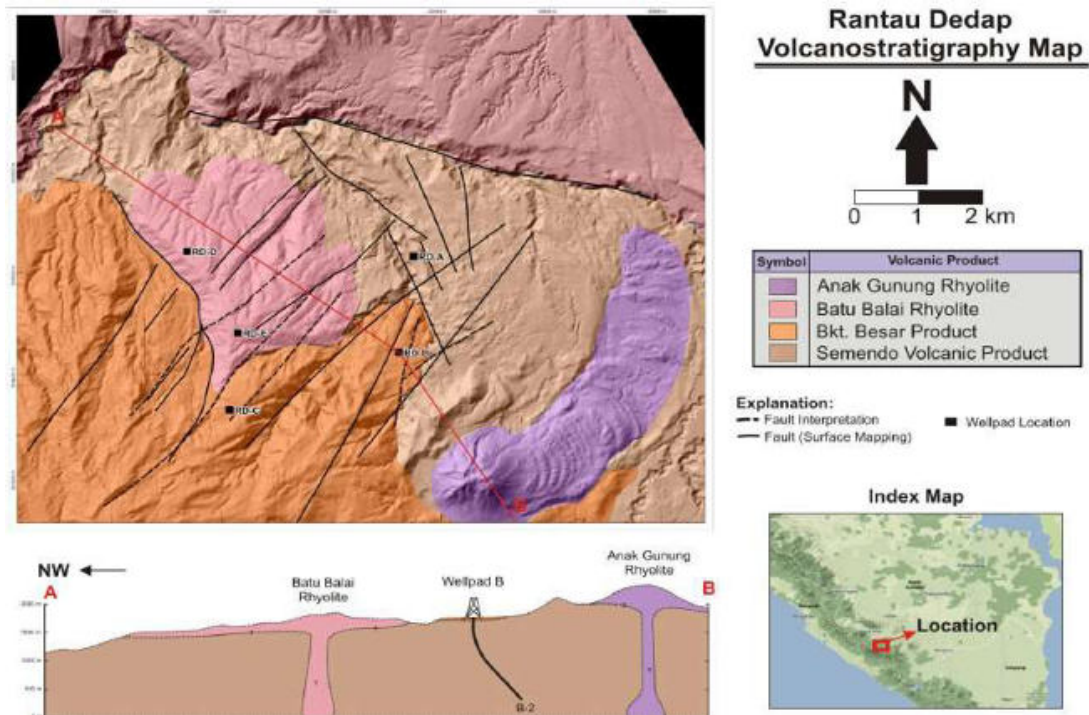 Rantau Dedap
Volcanostratigraphy Map
N
0 1 2 km
Symbol Volcanic Product
Anak Gunung Rhyolite
Batu Balai Rhyolite
Bkt. Besar Product
Semendo Volcanic Product
Explanation:
Fault Interpretation
Fault (Surface Mapping)
Wellpad Location
A
RD-D
RD-A
RD-E
RD-B
RD-C
B
Index Map
Location
NW
A
Batu Balai
Rhyolite
Wellpad B
Anak Gunung
Rhyolite
B
B-2